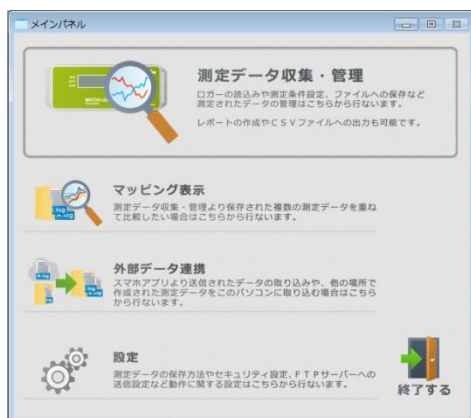 メインパネル
測定データ収集・管理
ロガーの読込みや測定条件設定、ファイルへの保存など
測定されたデータの管理はこちらから行ないます。
レポートの作成やＣＳＶファイルへの出力も可能です。
マッピング表示
測定データ収集・管理より保存された複数の測定データを重ね
て比較したい場合はこちらから行ないます。
外部データ連携
スマホアプリより送信されたデータの取り込みや、他の場所で
作成された測定データをこのパソコンに取り込む場合はこちら
から行ないます。
設定
測定データの保存方法やセキュリティ設定、ＦＴＰサーバーへの
送信設定など動作に関する設定はこちらから行ないます。
終了する